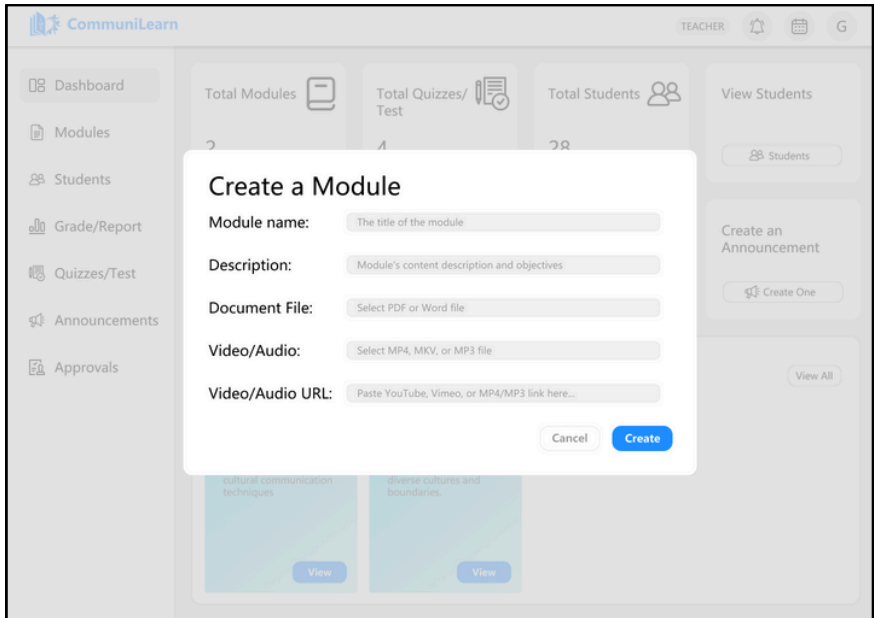 CommuniLearn
TEACHER
G
Dashboard
Modules
Students
Grade/Report
Quizzes/Test
Announcements
Approvals
Total Modules
2
Total Quizzes/
Test
4
Total Students
28
View Students
Students
Create an
Announcement
Create One
View All
Create a Module
Module name:
The title of the module
Description:
Module's content description and objectives
Document File:
Select PDF or Word file
Video/Audio:
Select MP4, MKV, or MP3 file
Video/Audio URL:
Paste YouTube, Vimeo, or MP4/MP3 link here...
Cancel
Create
cultural communication
techniques
View
diverse cultures and
boundaries.
View